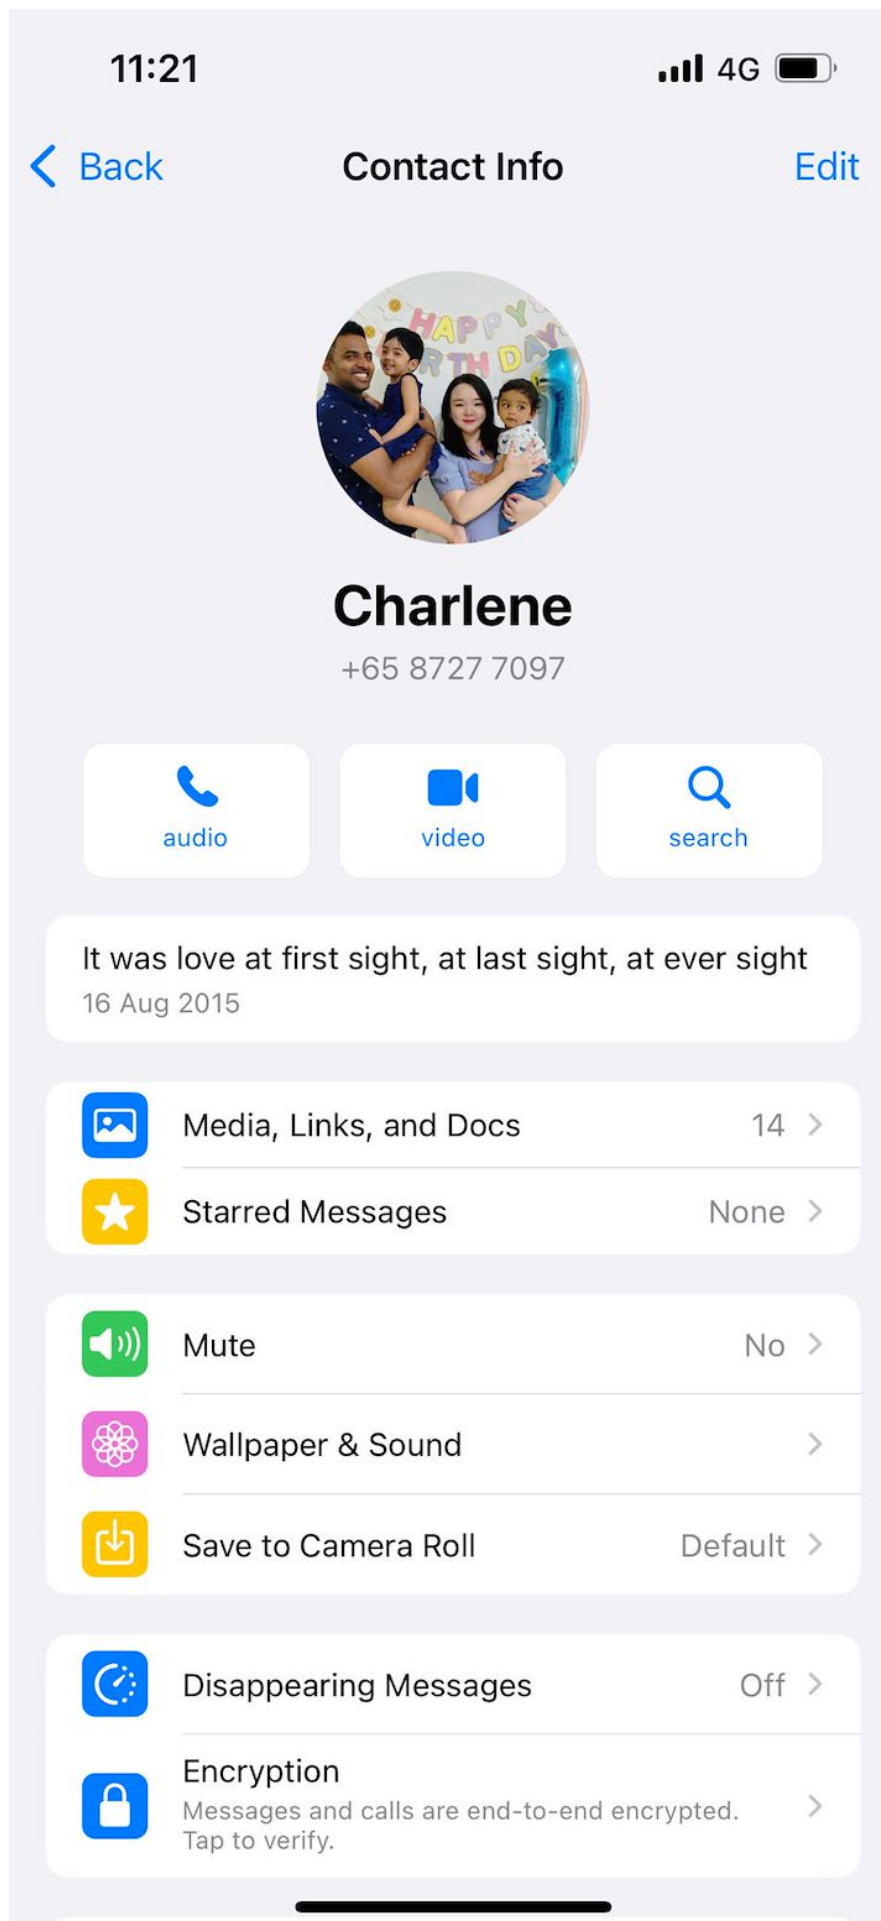 11:21
4G
Back
Contact Info
Edit
HAPPY
BIRTHDAY
Charlene
+65 8727 7097
audio
video
search
It was love at first sight, at last sight, at ever sight
16 Aug 2015
Media, Links, and Docs
14
Starred Messages
None
Mute
No
Wallpaper & Sound
Save to Camera Roll
Default
Disappearing Messages
Off
Encryption
Messages and calls are end-to-end encrypted.
Tap to verify.